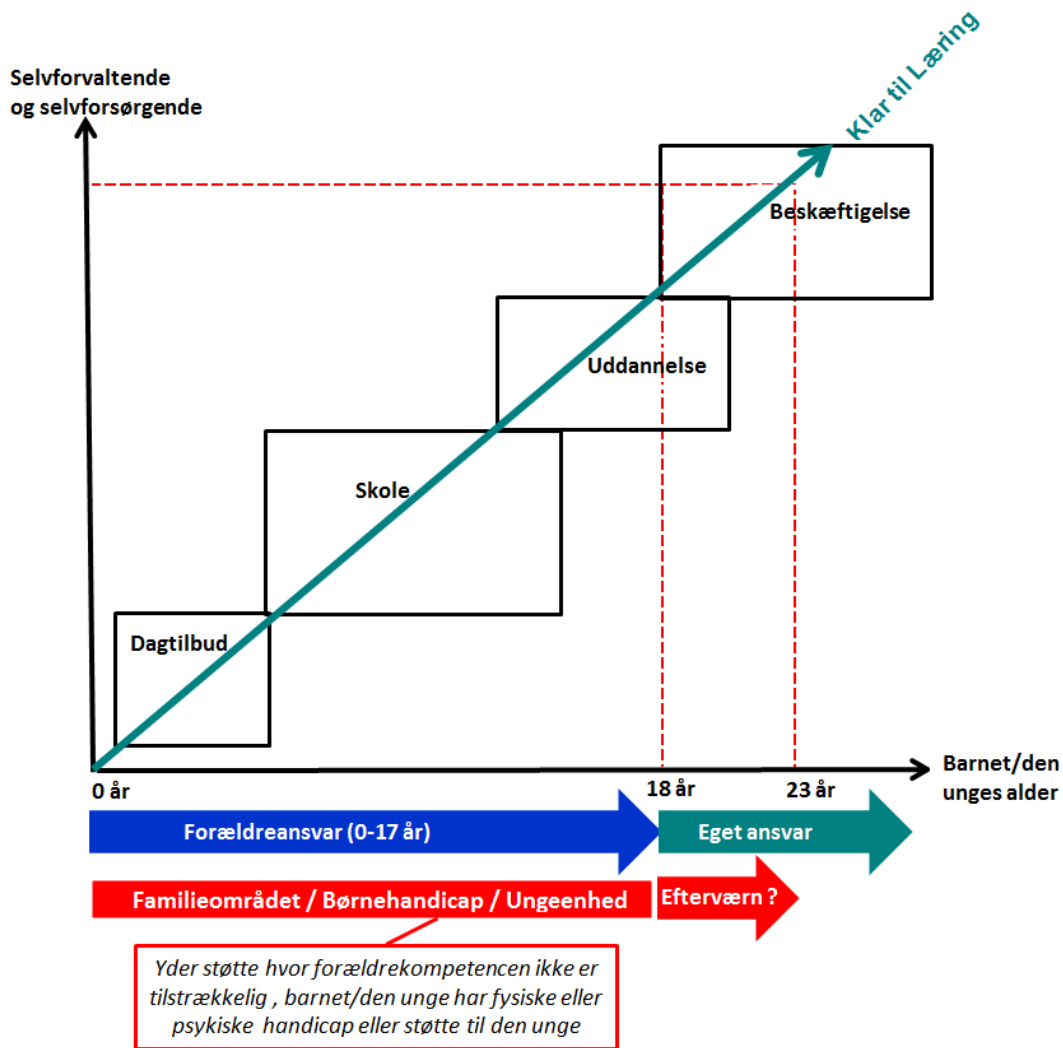 Selvforvaltende
og selvforsørgende
Klar til Læring
Beskæftigelse
Uddannelse
Skole
Dagtilbud
Barnet/den
unges alder
0 år
18 år
23 år
Forældreansvar (0-17 år)
Eget ansvar
Familieområdet / Børnehandicap / Ungeenhed
Efterværn ?
Yder støtte hvor forældrekompetencen ikke er
tilstrækkelig , barnet/den unge har fysiske eller
psykiske handicap eller støtte til den unge